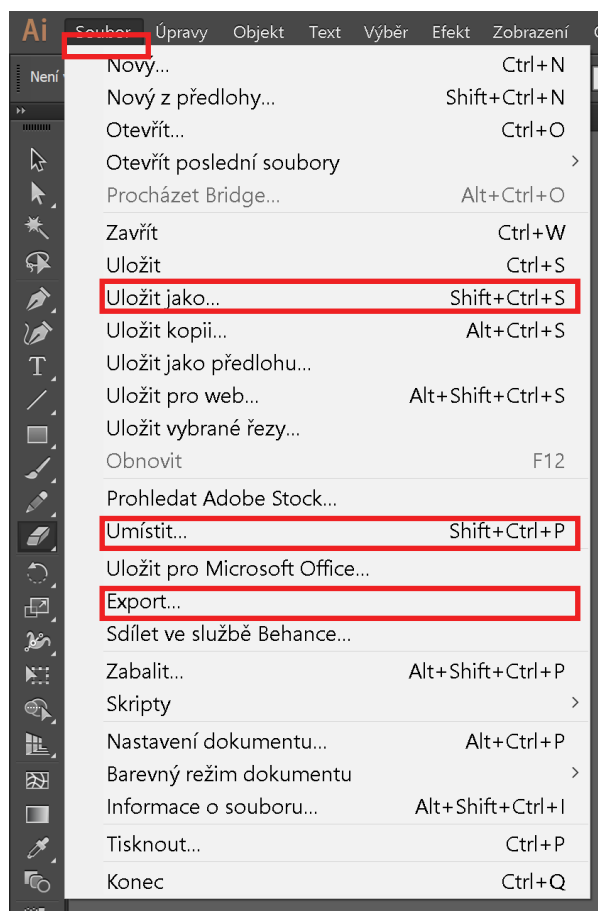 Ai Soubor Úpravy Objekt Text Výběr Efekt Zobrazení
Není
Nový... Ctrl+N
Nový z předlohy... Shift+Ctrl+N
Otevřít... Ctrl+O
Otevřít poslední soubory
Procházet Bridge... Alt+Ctrl+O
Zavřít Ctrl+W
Uložit Ctrl+S
Uložit jako... Shift+Ctrl+S
Uložit kopii... Alt+Ctrl+S
Uložit jako předlohu...
Uložit pro web... Alt+Shift+Ctrl+S
Uložit vybrané řezy...
Obnovit F12
Prohledat Adobe Stock...
Umístit... Shift+Ctrl+P
Uložit pro Microsoft Office...
Export...
Sdílet ve službě Behance...
Zabalit... Alt+Shift+Ctrl+P
Skripty
Nastavení dokumentu... Alt+Ctrl+P
Barevný režim dokumentu
Informace o souboru... Alt+Shift+Ctrl+I
Tisknout... Ctrl+P
Konec Ctrl+Q